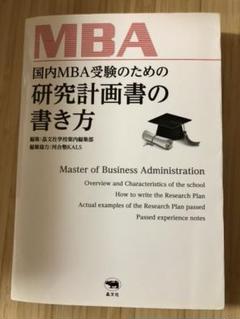 MBA
国内MBA受験のための
研究計画書の
書き方
編集:晶文社学校案内編集部
編集協力:河合塾KALS
Master of Business Administration
Overview and Characteristics of the school
How to write the Research Plan
Actual examples of the Research Plan passed
Passed experience notes
晶文社